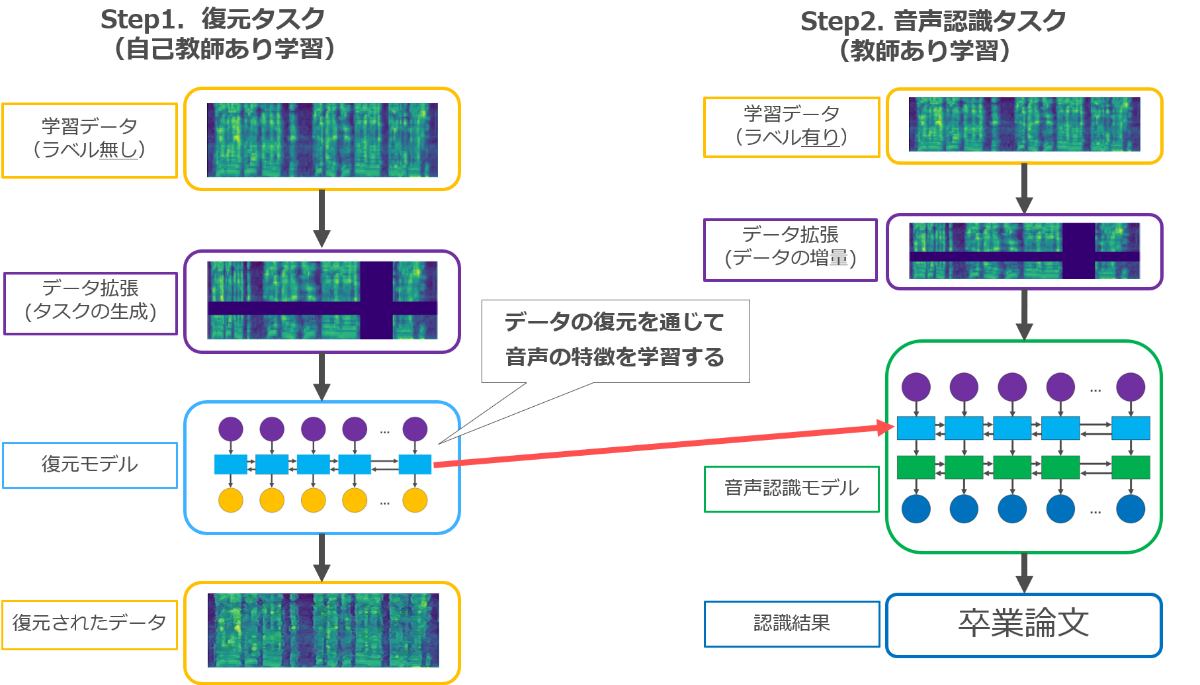 Step1. 復元タスク
（自己教師あり学習）
学習データ
（ラベル無し）
データ拡張
(タスクの生成)
データの復元を通じて
音声の特徴を学習する
...
復元モデル
...
復元されたデータ
Step2. 音声認識タスク
（教師あり学習）
学習データ
（ラベル有り）
データ拡張
(データの増量)
...
音声認識モデル
...
認識結果
卒業論文